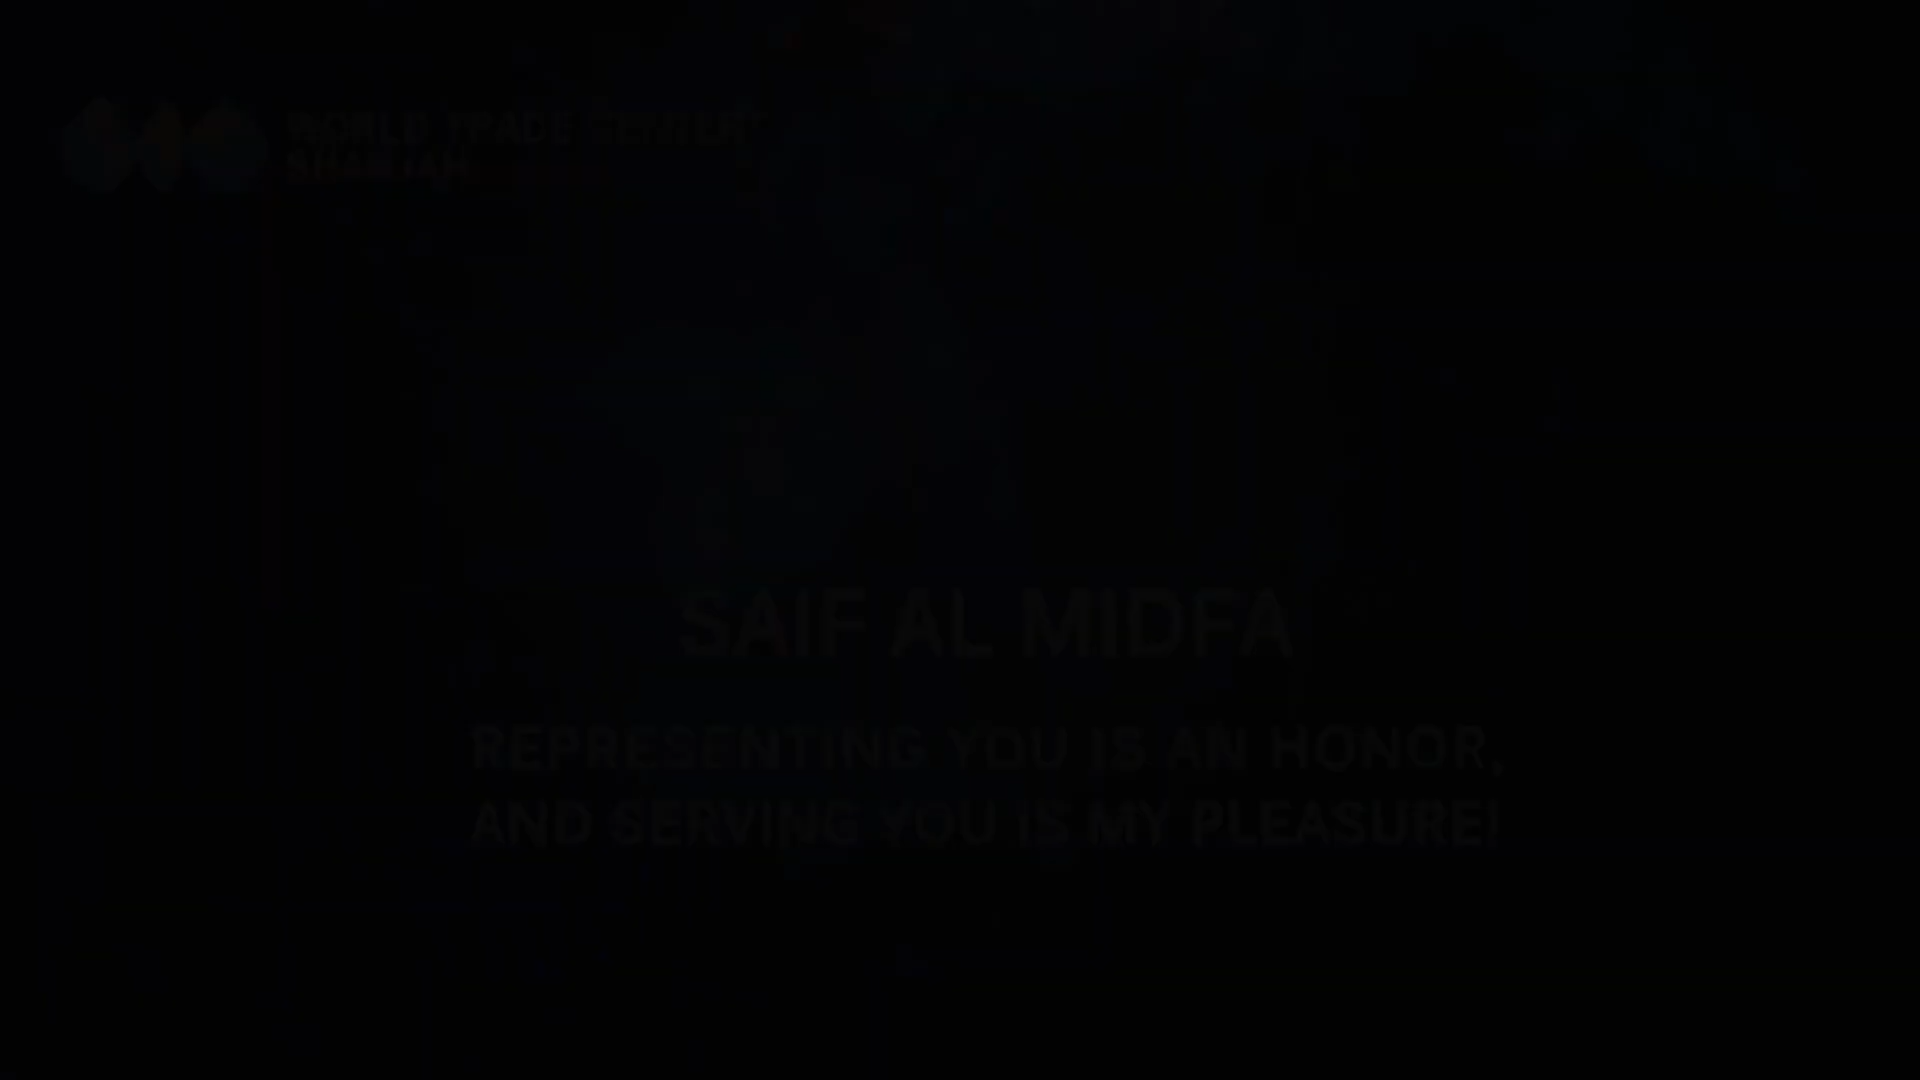 WORLD TRADE CENTER
SHARJAH
SAIF AL MIDFA
REPRESENTING YOU IS AN HONOR,
AND SERVING YOU IS MY PLEASURE!